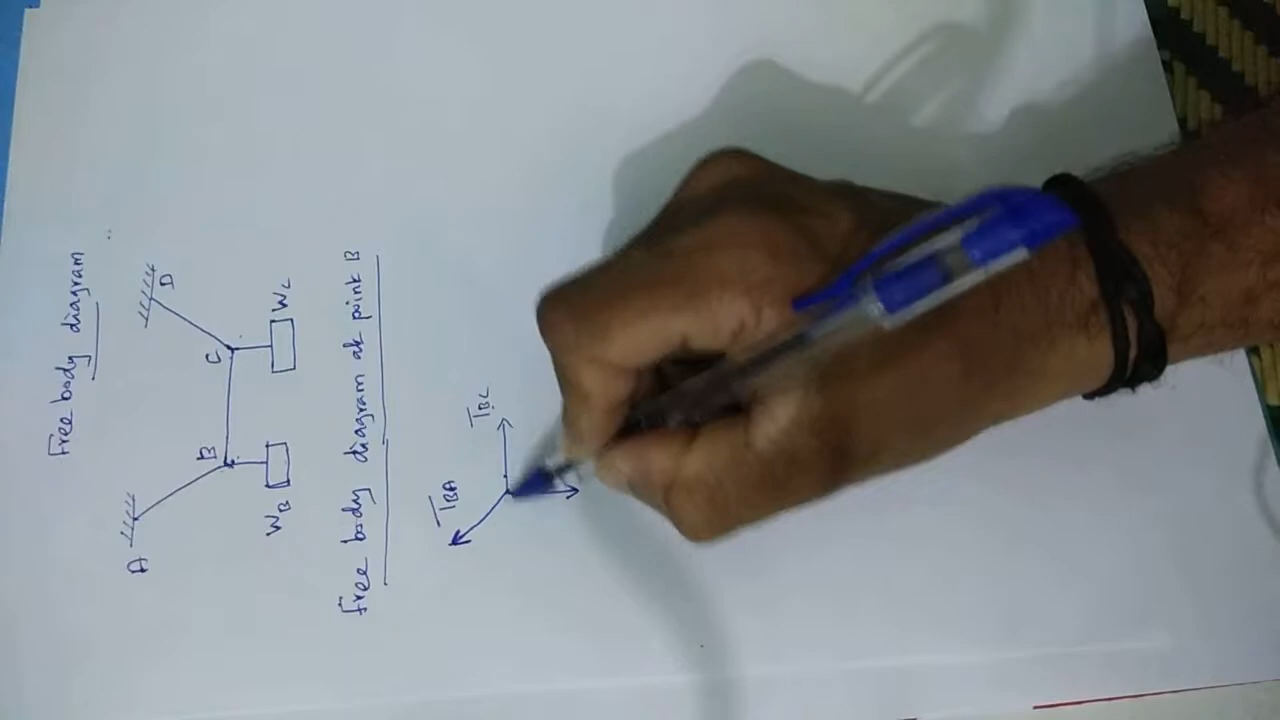 Free body diagram
A
D
B
C
WB
WC
Free body diagram at point B
TBA
TBC